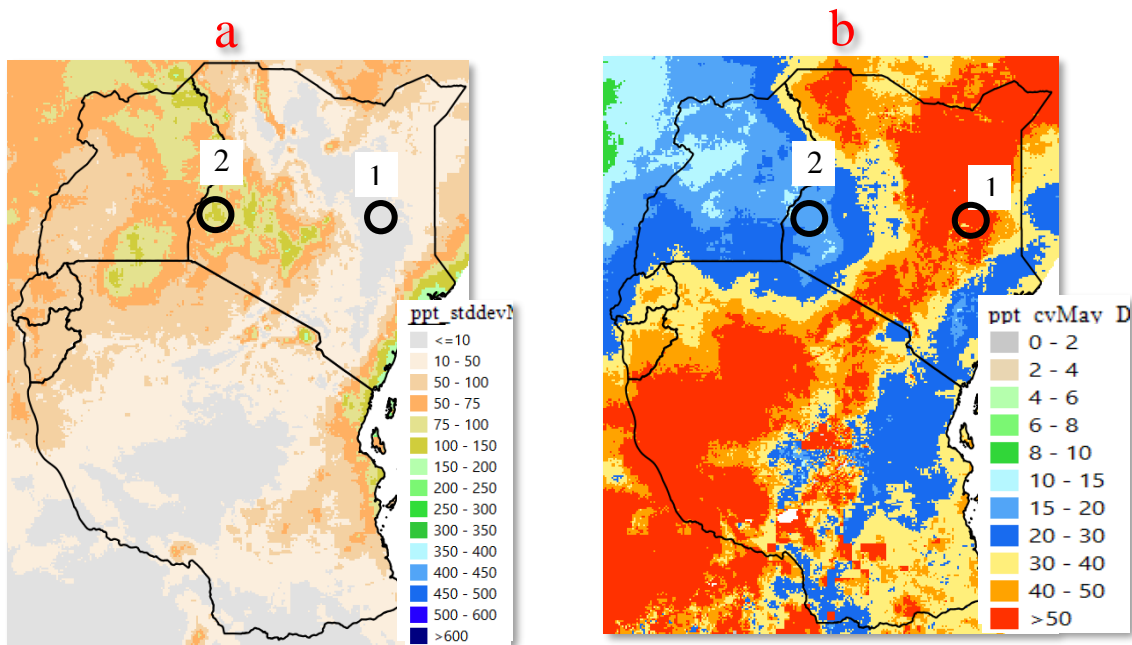 a
b
2
1
2
1
ppt_stddevM
<=10
10 - 50
50 - 100
50 - 75
75 - 100
100 - 150
150 - 200
200 - 250
250 - 300
300 - 350
350 - 400
400 - 450
450 - 500
500 - 600
>600
ppt cvMay D
0 - 2
2 - 4
4 - 6
6 - 8
8 - 10
10 - 15
15 - 20
20 - 30
30 - 40
40 - 50
>50